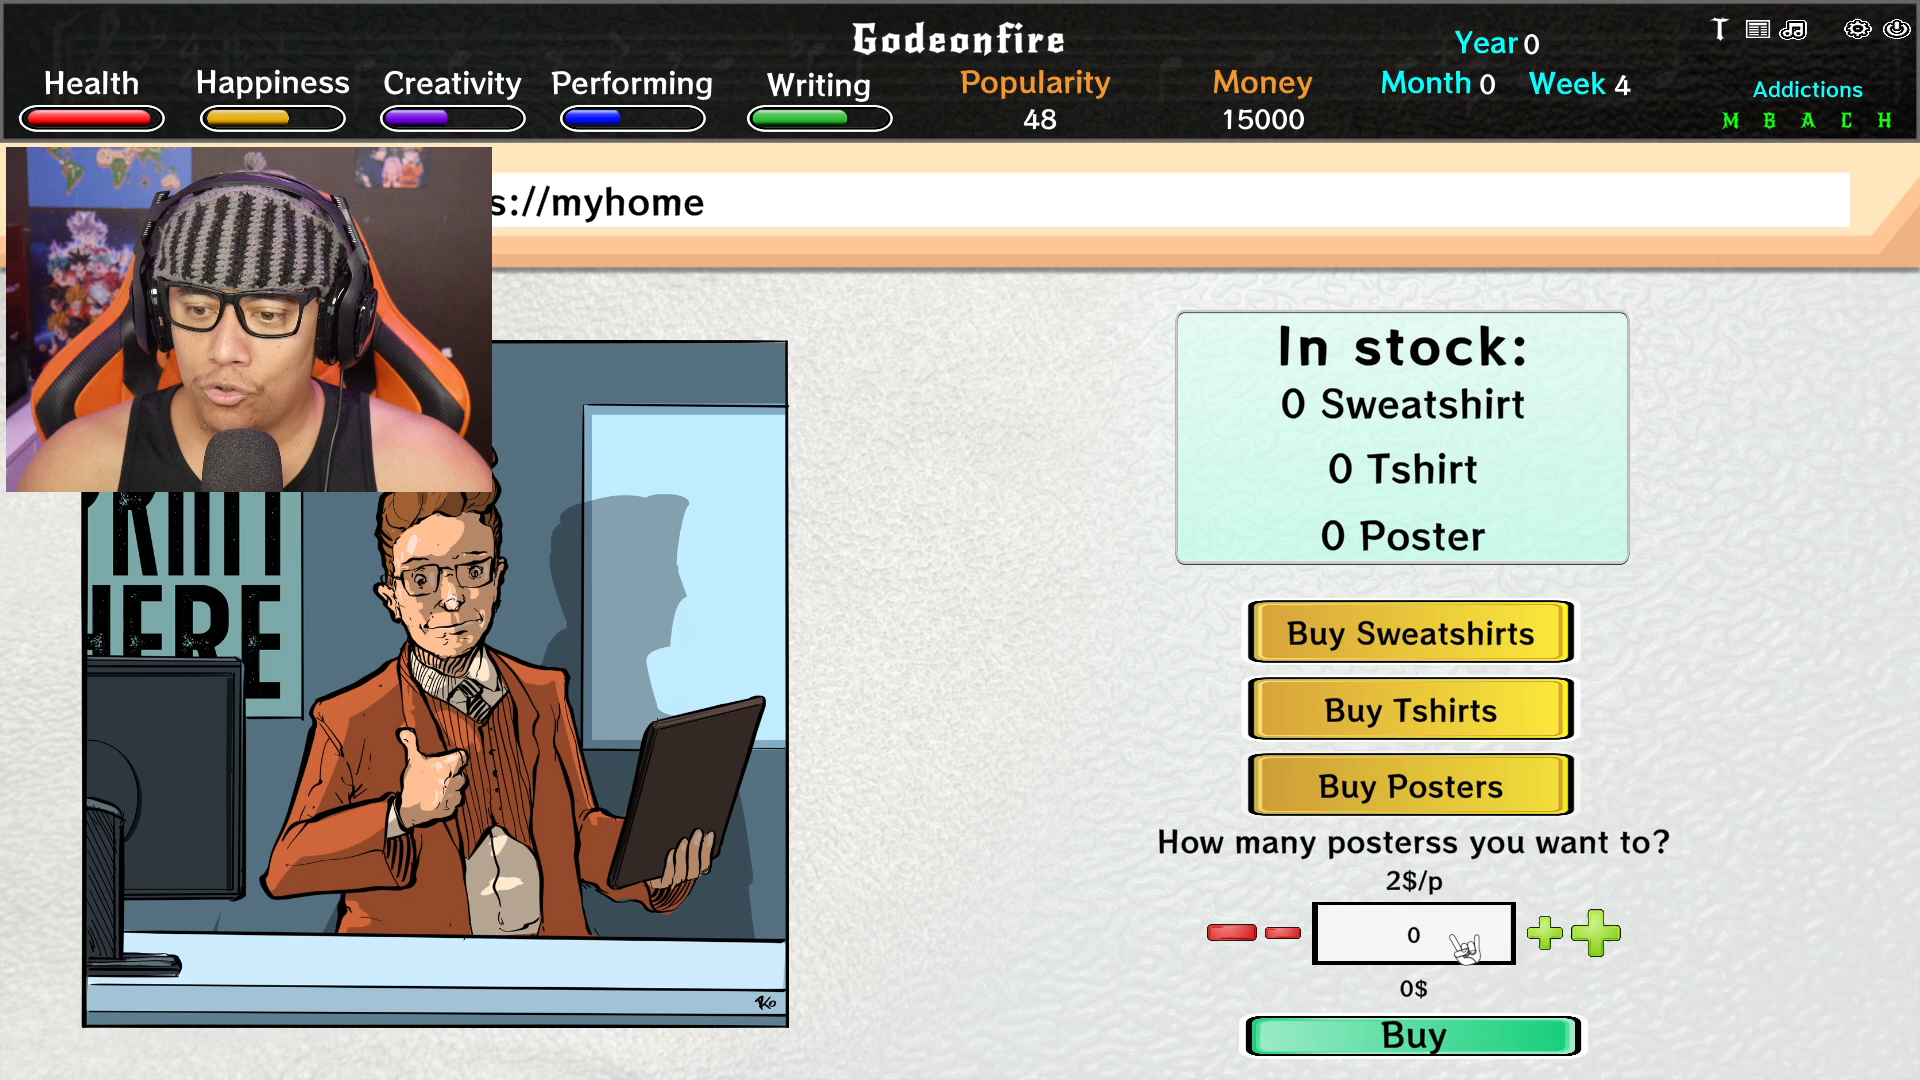 Godeonfire
Health
Happiness
Creativity
Performing
Writing
Popularity
48
Money
15000
Year 0
Month 0 Week 4
Addictions
M B A C H
s://myhome
PRINT
HERE
In stock:
0 Sweatshirt
0 Tshirt
0 Poster
Buy Sweatshirts
Buy Tshirts
Buy Posters
How many posterss you want to?
2$/p
0
0$
Buy